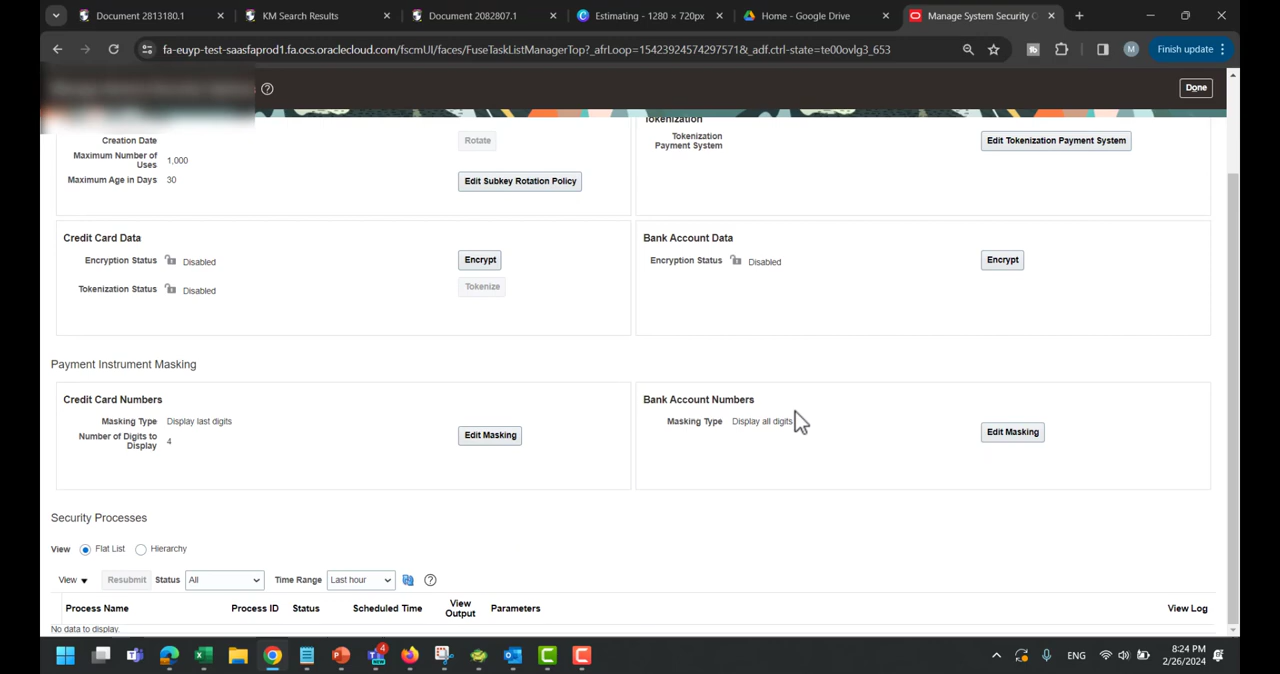 Document 2813180.1
KM Search Results
Document 2082807.1
Estimating - 1280 × 720px
Home - Google Drive
Manage System Security O
fa-euyp-test-saasfaprod1.fa.ocs.oraclecloud.com/fscmUI/faces/FuseTaskListManagerTop?_afrLoop=15423924574297571&_adf.ctrl-state=te00ovlg3_653
M
Finish update
Done
Creation Date
Rotate
Maximum Number of Uses
1,000
Maximum Age in Days
30
Edit Subkey Rotation Policy
Tokenization
Tokenization Payment System
Edit Tokenization Payment System
Credit Card Data
Encryption Status
Disabled
Encrypt
Tokenization Status
Disabled
Tokenize
Bank Account Data
Encryption Status
Disabled
Encrypt
Payment Instrument Masking
Credit Card Numbers
Masking Type
Display last digits
Number of Digits to Display
4
Edit Masking
Bank Account Numbers
Masking Type
Display all digits
Edit Masking
Security Processes
View
Flat List
Hierarchy
View
Resubmit
Status
All
Time Range
Last hour
Process Name
Process ID
Status
Scheduled Time
View Output
Parameters
View Log
No data to display.
4
ENG
8:24 PM
2/26/2024